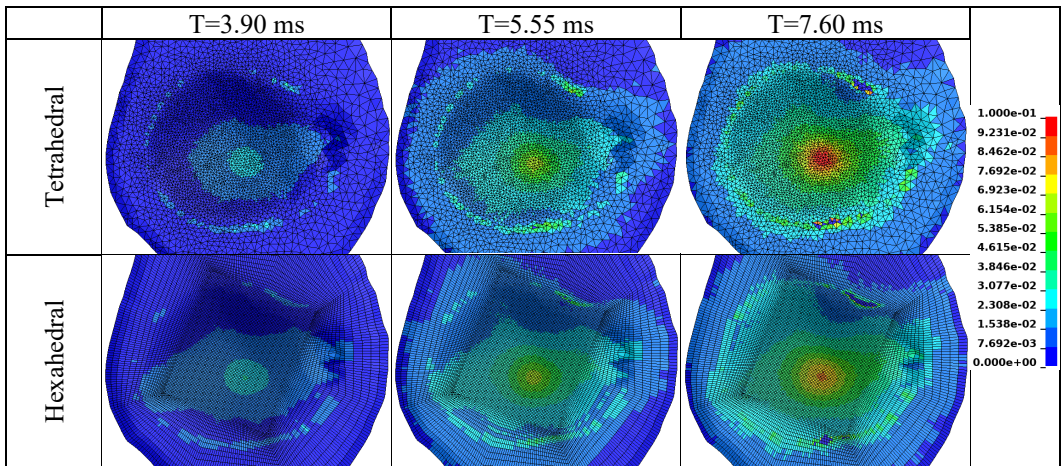 T=3.90 ms T=5.55 ms T=7.60 ms
Tetrahedral
Hexahedral
1.000e-01
9.231e-02
8.462e-02
7.692e-02
6.923e-02
6.154e-02
5.385e-02
4.615e-02
3.846e-02
3.077e-02
2.308e-02
1.538e-02
7.692e-03
0.000e+00